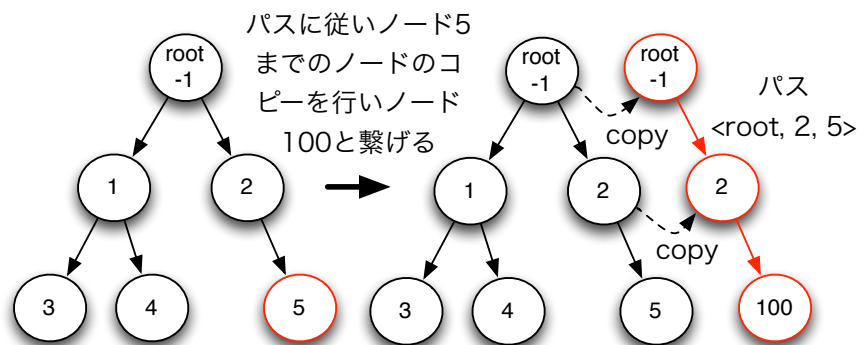 root
-1
1
2
3
4
5
パスに従いノード5
までのノードのコ
ピーを行いノード
100と繋げる
root
-1
1
2
3
4
5
copy
copy
root
-1
2
100
パス
<root, 2, 5>